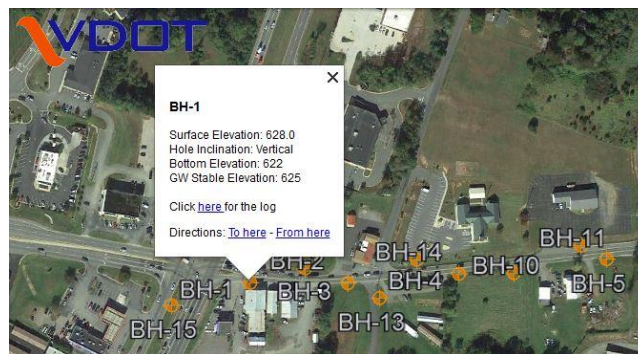 VDOT
BH-1
Surface Elevation: 628.0
Hole Inclination: Vertical
Bottom Elevation: 622
GW Stable Elevation: 625
Click here for the log
Directions: To here - From here
BH-2
BH-14
BH-11
BH-1
BH-3
BH-4
BH-10
BH-5
BH-15
BH-13